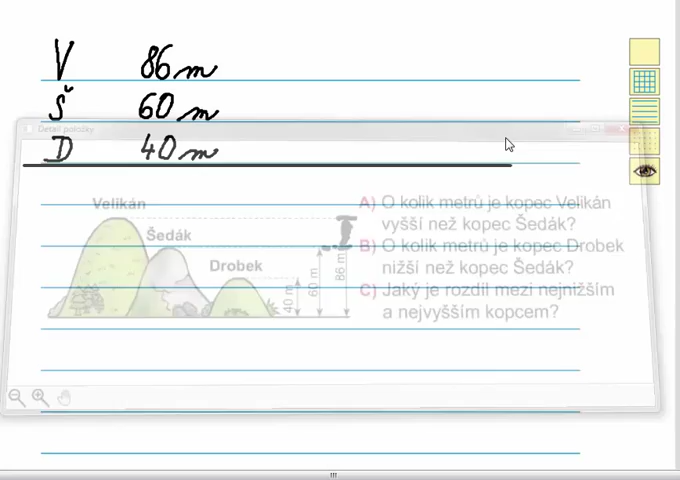 V 86 m
Š 60 m
Detail položky
D 40 m
Velikán
Šedák
Drobek
40 m
60 m
86 m
A) O kolik metrů je kopec Velikán
vyšší než kopec Šedák?
B) O kolik metrů je kopec Drobek
nižší než kopec Šedák?
C) Jaký je rozdíl mezi nejnižším
a nejvyšším kopcem?